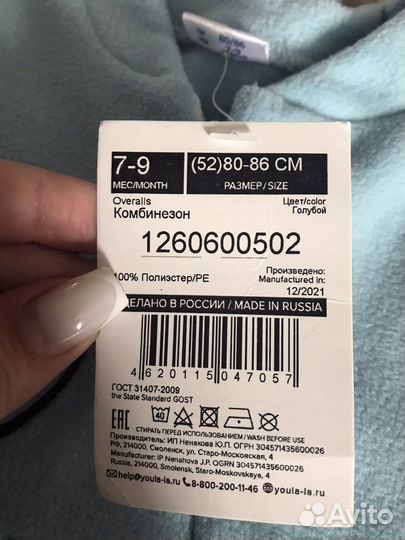 80/86
7-9
(52)80-86 СМ
МЕС/MONTH
РАЗМЕР/SIZE
Overalls
Комбинезон
Цвет/color
Голубой
1260600502
100% Полиэстер/PE
Произведено:
Manufactured in:
12/2021
СДЕЛАНО В РОССИИ / MADE IN RUSSIA
4 620115 047057
ГОСТ 31407-2009
the State Standard GOST
EAC
40
СТИРАТЬ ПЕРЕД ИСПОЛЬЗОВАНИЕМ / WASH BEFORE USE
Производитель: ИП Ненахова Ю.П. ОГРН 304571435600026
РФ, 214000, Смоленск, ул. Старо-Московская, 4
Manufacturer: IP Nenahova J.P. OGRN 304571435600026
Russia, 214000, Smolensk, Staro-Moskovskaya, 4
help@youla-la.ru 8-800-200-11-46 youla-la.ru
Avito